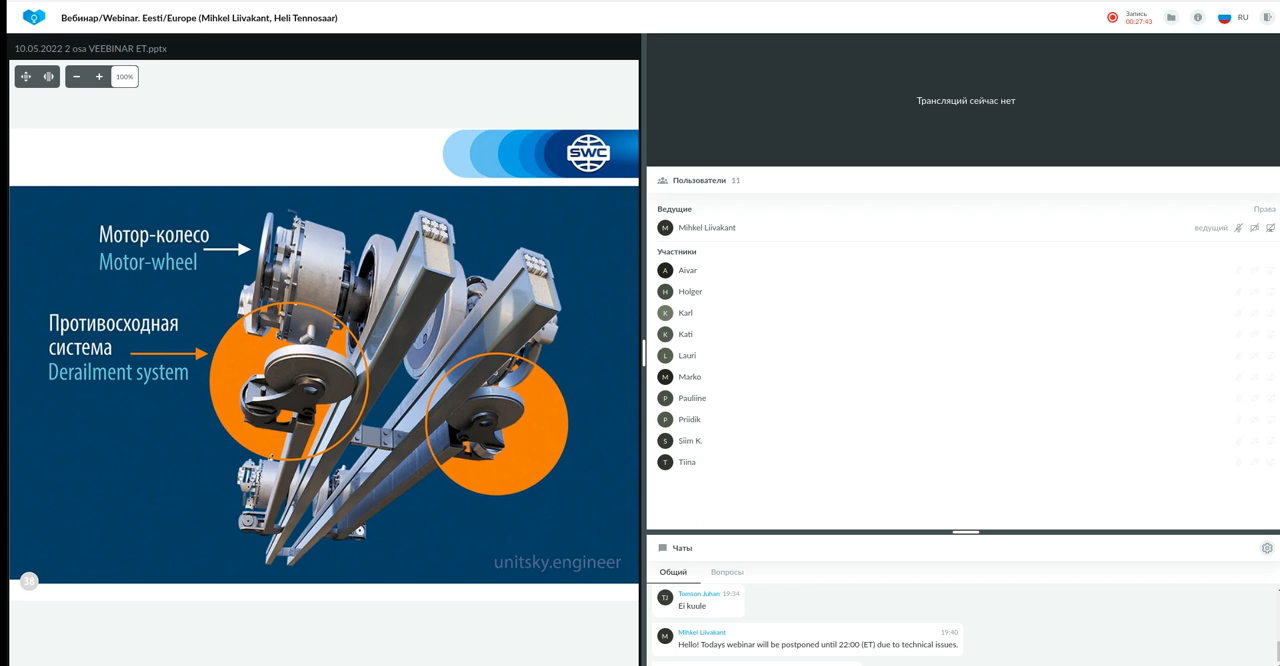 Вебинар/Webinar. Eesti/Europe (Mihkel Liivakant, Heli Tennosaar)
Запись
00:27:43
RU
10.05.2022 2 osa VEEBINAR ET.pptx
100%
SWC
Мотор-колесо
Motor-wheel
Противосходная
система
Derailment system
unitsky.engineer
38
Трансляций сейчас нет
Пользователи 11
Ведущие
Права
M Mihkel Liivakant ведущий
Участники
A Aivar
H Holger
K Karl
K Kati
L Lauri
M Marko
P Pauliine
P Priidik
S Siim K.
T Tiina
Чаты
Общий Вопросы
TJ Tomson Juhan 19:34
Ei kuule
M Mihkel Liivakant 19:40
Hello! Todays webinar will be postponed until 22:00 (ET) due to technical issues.